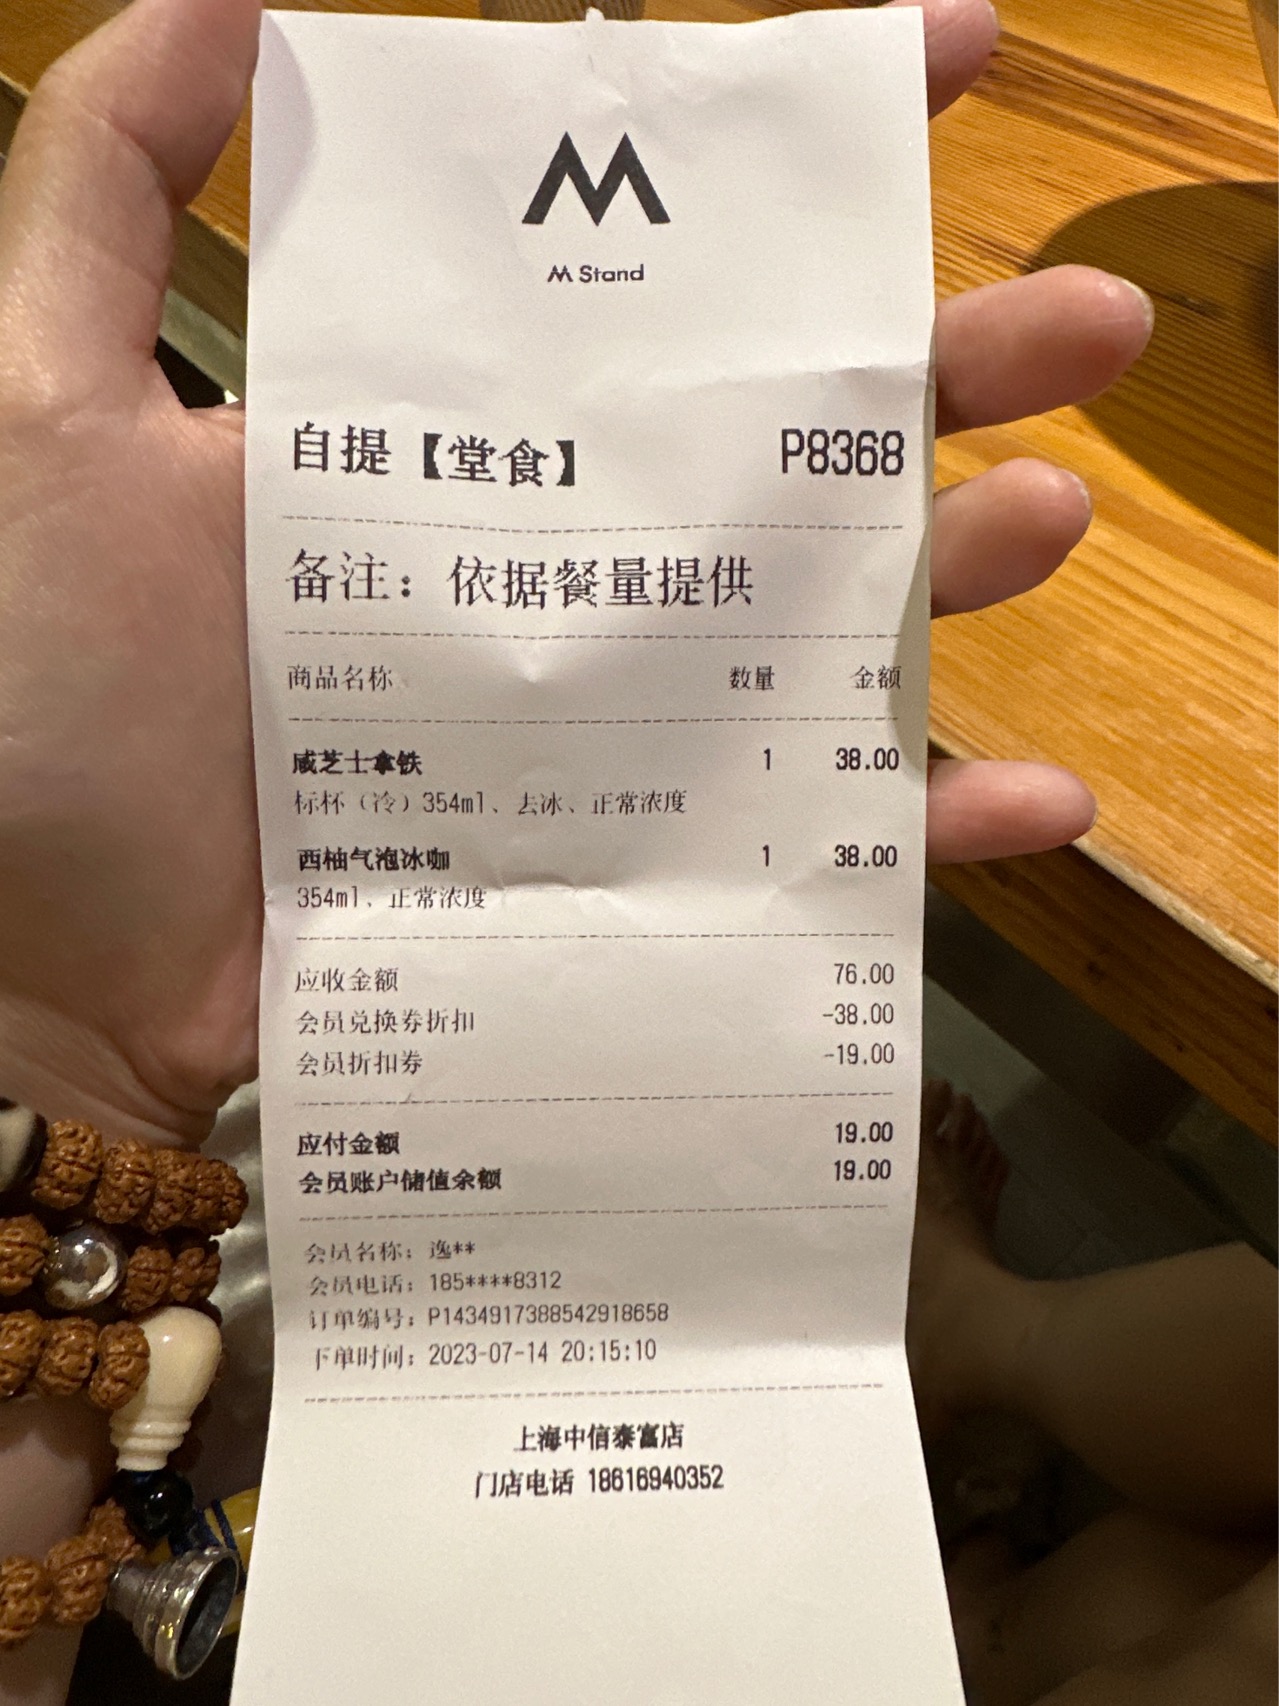 M Stand
自提【堂食】 P8368
备注：依据餐量提供
商品名称 数量 金额
咸芝士拿铁 1 38.00
标杯（冷）354ml、去冰、正常浓度
西柚气泡冰咖 1 38.00
354ml、正常浓度
应收金额 76.00
会员兑换券折扣 -38.00
会员折扣券 -19.00
应付金额 19.00
会员账户储值余额 19.00
会员名称：逸**
会员电话：185****8312
订单编号：P1434917388542918658
下单时间：2023-07-14 20:15:10
上海中信泰富店
门店电话 18616940352